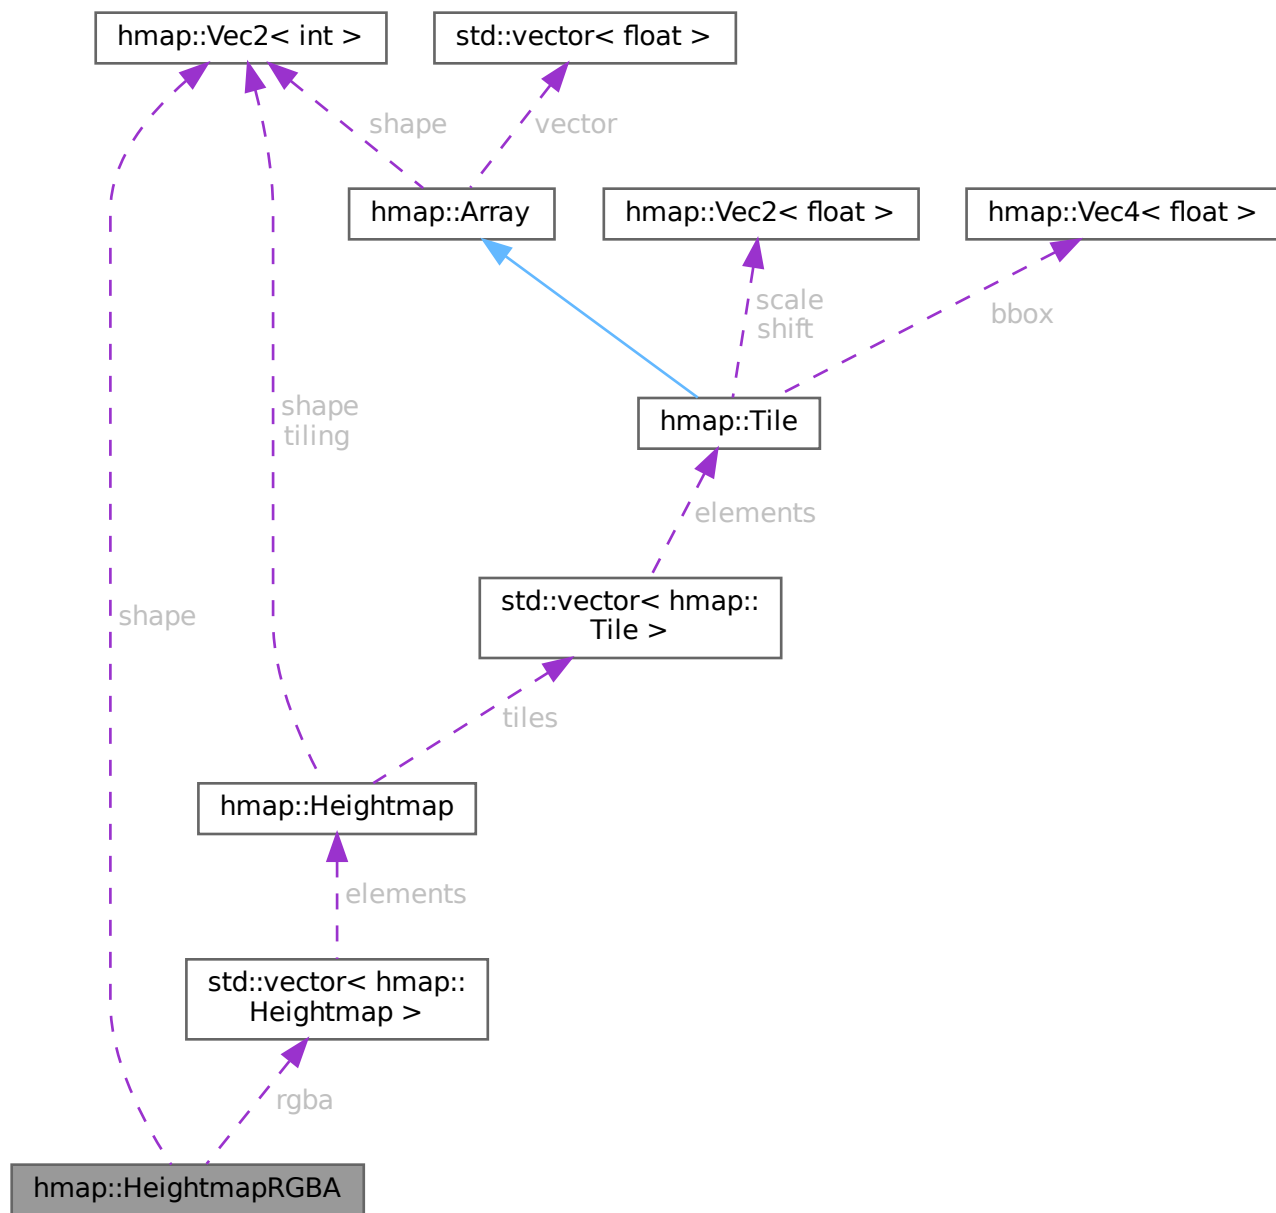 hmap::Vec2< int >
std::vector< float >
shape
vector
hmap::Array
hmap::Vec2< float >
hmap::Vec4< float >
scale
shift
bbox
shape
tiling
hmap::Tile
elements
std::vector< hmap::
Tile >
shape
tiles
hmap::Heightmap
elements
std::vector< hmap::
Heightmap >
rgba
hmap::HeightmapRGBA